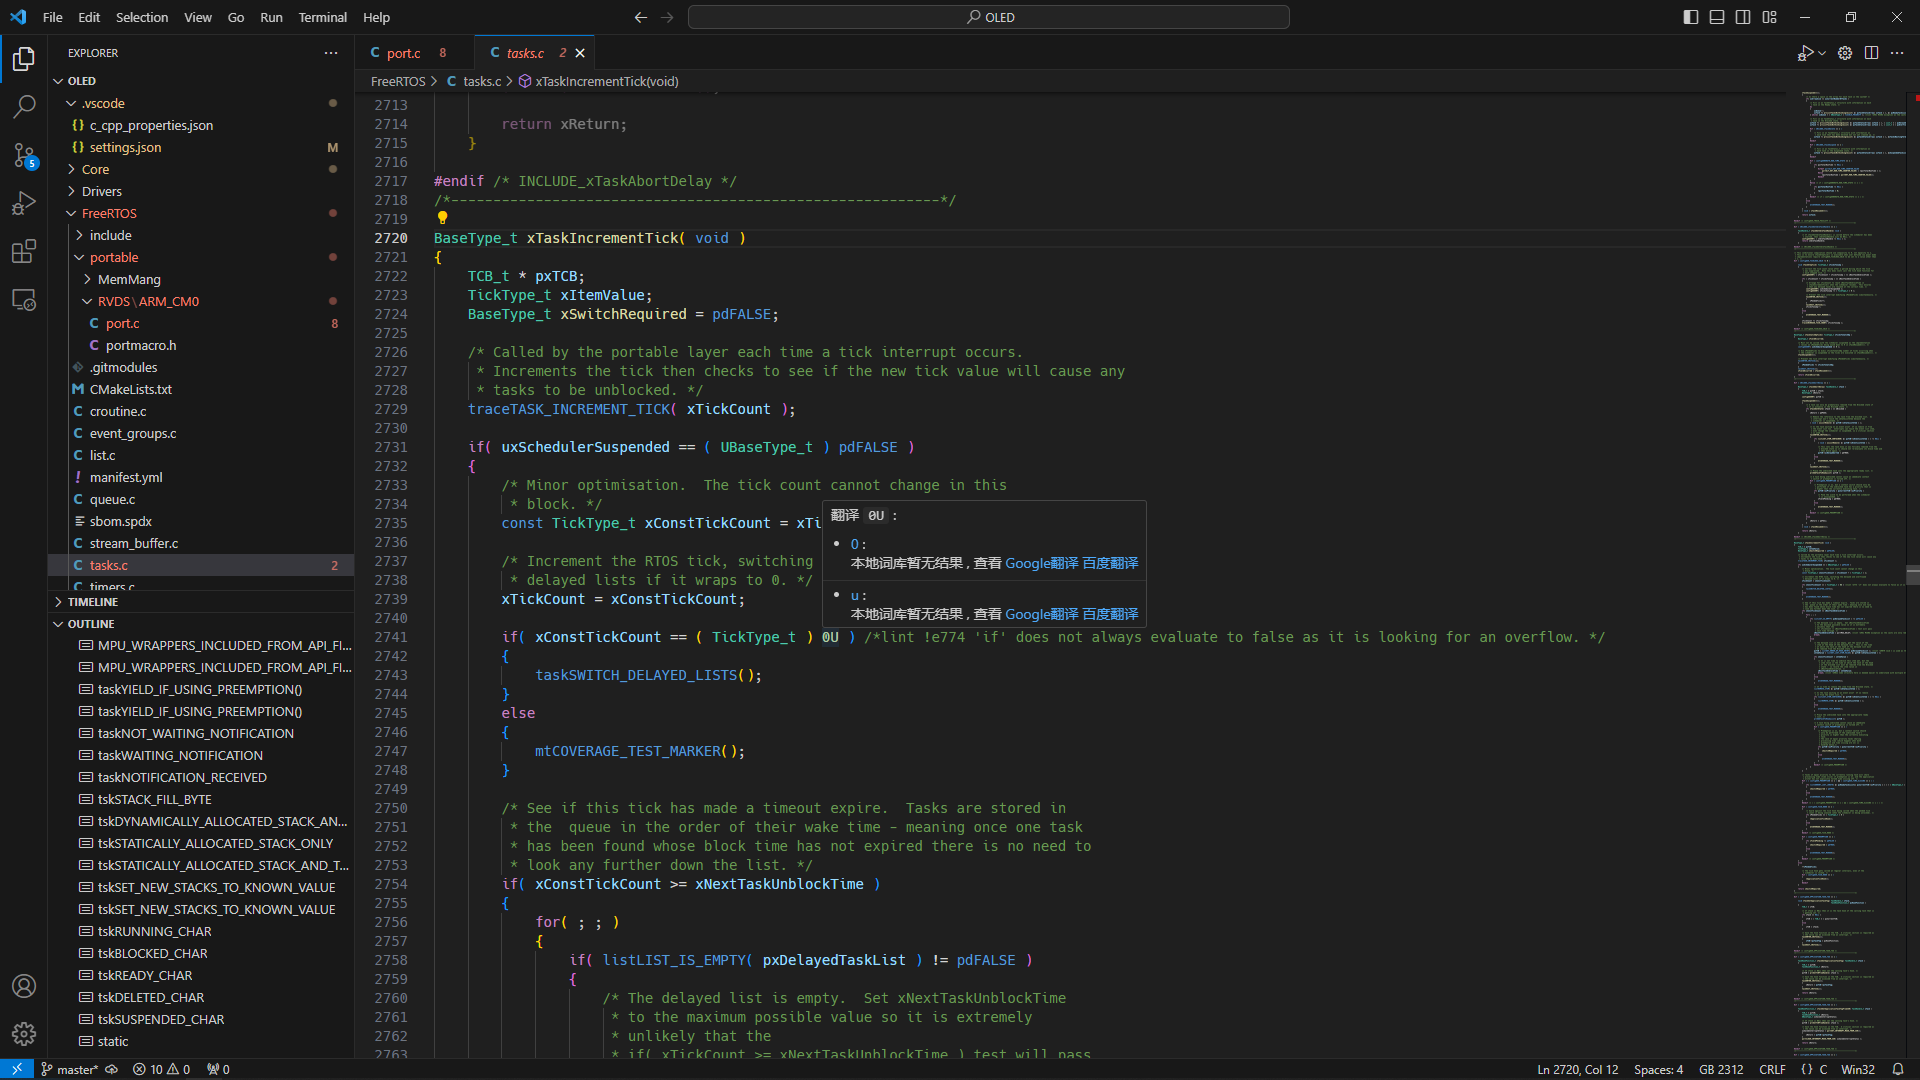 File Edit Selection View Go Run Terminal Help
OLED
EXPLORER
OLED
.vscode
c_cpp_properties.json
settings.json M
Core
Drivers
FreeRTOS
include
portable
MemMang
RVDS\ARM_CM0
port.c 8
portmacro.h
.gitmodules
CMakeLists.txt
croutine.c
event_groups.c
list.c
manifest.yml
queue.c
sbom.spdx
stream_buffer.c
tasks.c 2
timers.c
TIMELINE
OUTLINE
MPU_WRAPPERS_INCLUDED_FROM_API_FI...
MPU_WRAPPERS_INCLUDED_FROM_API_FI...
taskYIELD_IF_USING_PREEMPTION()
taskYIELD_IF_USING_PREEMPTION()
taskNOT_WAITING_NOTIFICATION
taskWAITING_NOTIFICATION
taskNOTIFICATION_RECEIVED
tskSTACK_FILL_BYTE
tskDYNAMICALLY_ALLOCATED_STACK_AN...
tskSTATICALLY_ALLOCATED_STACK_ONLY
tskSTATICALLY_ALLOCATED_STACK_AND_T...
tskSET_NEW_STACKS_TO_KNOWN_VALUE
tskSET_NEW_STACKS_TO_KNOWN_VALUE
tskRUNNING_CHAR
tskBLOCKED_CHAR
tskREADY_CHAR
tskDELETED_CHAR
tskSUSPENDED_CHAR
static
5
C port.c 8
C tasks.c 2
FreeRTOS > C tasks.c > xTaskIncrementTick(void)
2713
2714 return xReturn;
2715 }
2716
2717 #endif /* INCLUDE_xTaskAbortDelay */
2718 /*----------------------------------------------------------*/
2719
2720 BaseType_t xTaskIncrementTick( void )
2721 {
2722 TCB_t * pxTCB;
2723 TickType_t xItemValue;
2724 BaseType_t xSwitchRequired = pdFALSE;
2725
2726 /* Called by the portable layer each time a tick interrupt occurs.
2727 * Increments the tick then checks to see if the new tick value will cause any
2728 * tasks to be unblocked. */
2729 traceTASK_INCREMENT_TICK( xTickCount );
2730
2731 if( uxSchedulerSuspended == ( UBaseType_t ) pdFALSE )
2732 {
2733 /* Minor optimisation.  The tick count cannot change in this
2734 * block. */
2735 const TickType_t xConstTickCount = xTi
2736
2737 /* Increment the RTOS tick, switching
2738 * delayed lists if it wraps to 0. */
2739 xTickCount = xConstTickCount;
2740
2741 if( xConstTickCount == ( TickType_t ) 0U ) /*lint !e774 'if' does not always evaluate to false as it is looking for an overflow. */
2742 {
2743 taskSWITCH_DELAYED_LISTS();
2744 }
2745 else
2746 {
2747 mtCOVERAGE_TEST_MARKER();
2748 }
2749
2750 /* See if this tick has made a timeout expire.  Tasks are stored in
2751 * the  queue in the order of their wake time - meaning once one task
2752 * has been found whose block time has not expired there is no need to
2753 * look any further down the list. */
2754 if( xConstTickCount >= xNextTaskUnblockTime )
2755 {
2756 for( ; ; )
2757 {
2758 if( listLIST_IS_EMPTY( pxDelayedTaskList ) != pdFALSE )
2759 {
2760 /* The delayed list is empty.  Set xNextTaskUnblockTime
2761 * to the maximum possible value so it is extremely
2762 * unlikely that the
2763 * if( xTickCount >= xNextTaskUnblockTime ) test will pass
翻译 0U :
0 :
本地词库暂无结果 , 查看 Google翻译 百度翻译
u :
本地词库暂无结果 , 查看 Google翻译 百度翻译
master* 10 0 0
Ln 2720, Col 12 Spaces: 4 GB 2312 CRLF {} C Win32